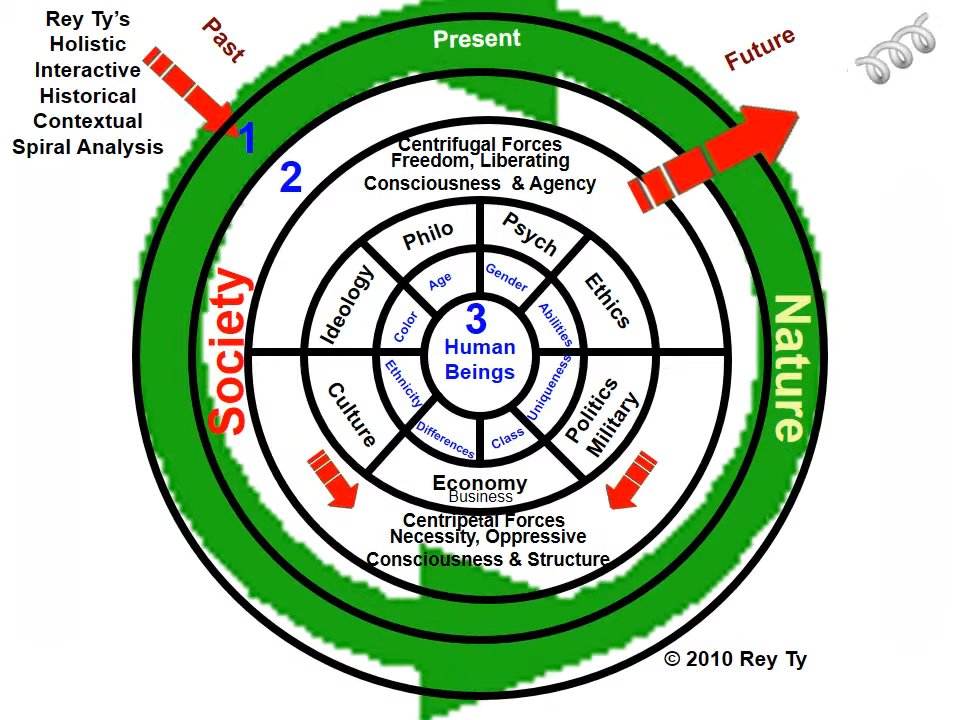 Rey Ty's
Holistic
Interactive
Historical
Contextual
Spiral Analysis
Past
Present
Future
1
2
Centrifugal Forces
Freedom, Liberating
Consciousness & Agency
Society
Nature
Philo
Psych
Ideology
Ethics
Culture
Politics
Military
Economy
Business
Age
Gender
Color
Abilities
Ethnicity
Uniqueness
Differences
Class
3
Human
Beings
Centripetal Forces
Necessity, Oppressive
Consciousness & Structure
© 2010 Rey Ty